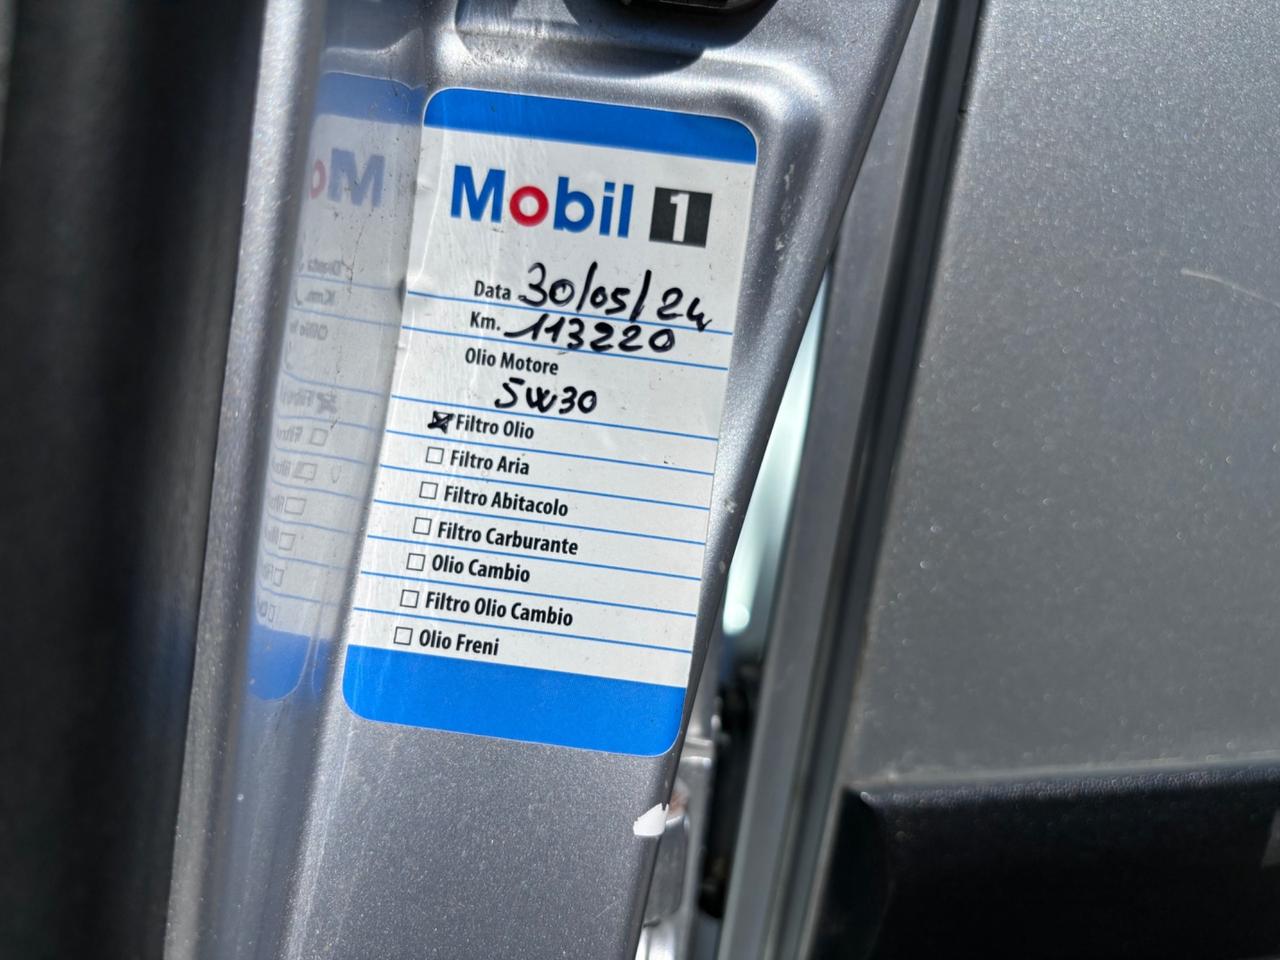 Mobil 1
Data 30/05/24
Km. 113220
Olio Motore
5W30
Filtro Olio
Filtro Aria
Filtro Abitacolo
Filtro Carburante
Olio Cambio
Filtro Olio Cambio
Olio Freni